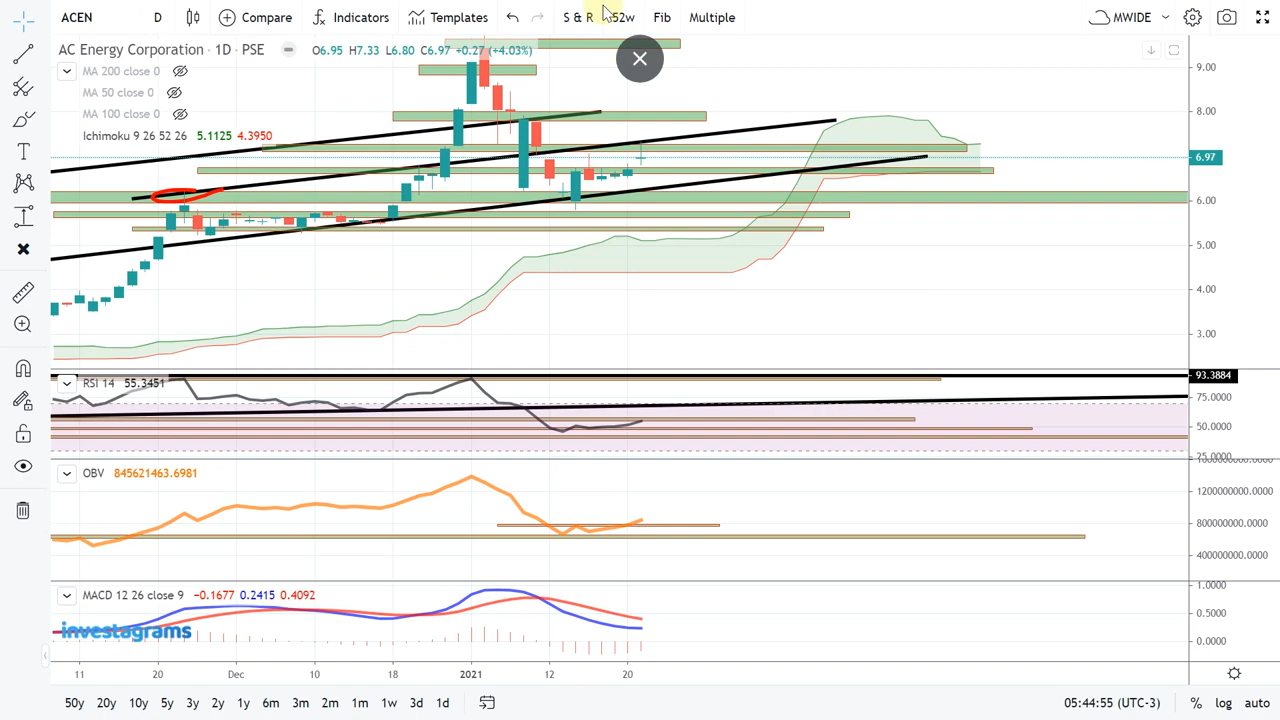 ACEN D Compare Indicators Templates S & R 52w Fib Multiple MWIDE
AC Energy Corporation · 1D · PSE O6.95 H7.33 L6.80 C6.97 +0.27 (+4.03%)
MA 200 close 0
MA 50 close 0
MA 100 close 0
Ichimoku 9 26 52 26 5.1125 4.3950
9.00
8.00
6.97
6.00
5.00
4.00
3.00
RSI 14 55.3451
93.3884
75.0000
50.0000
25.0000
OBV 845621463.6981
1200000000.0000
800000000.0000
400000000.0000
MACD 12 26 close 9 −0.1677 0.2415 0.4092
1.0000
0.5000
0.0000
investagrams
11 20 Dec 10 18 2021 12 20
50y 20y 10y 5y 3y 2y 1y 6m 3m 2m 1m 1w 3d 1d 05:44:55 (UTC-3) % log auto